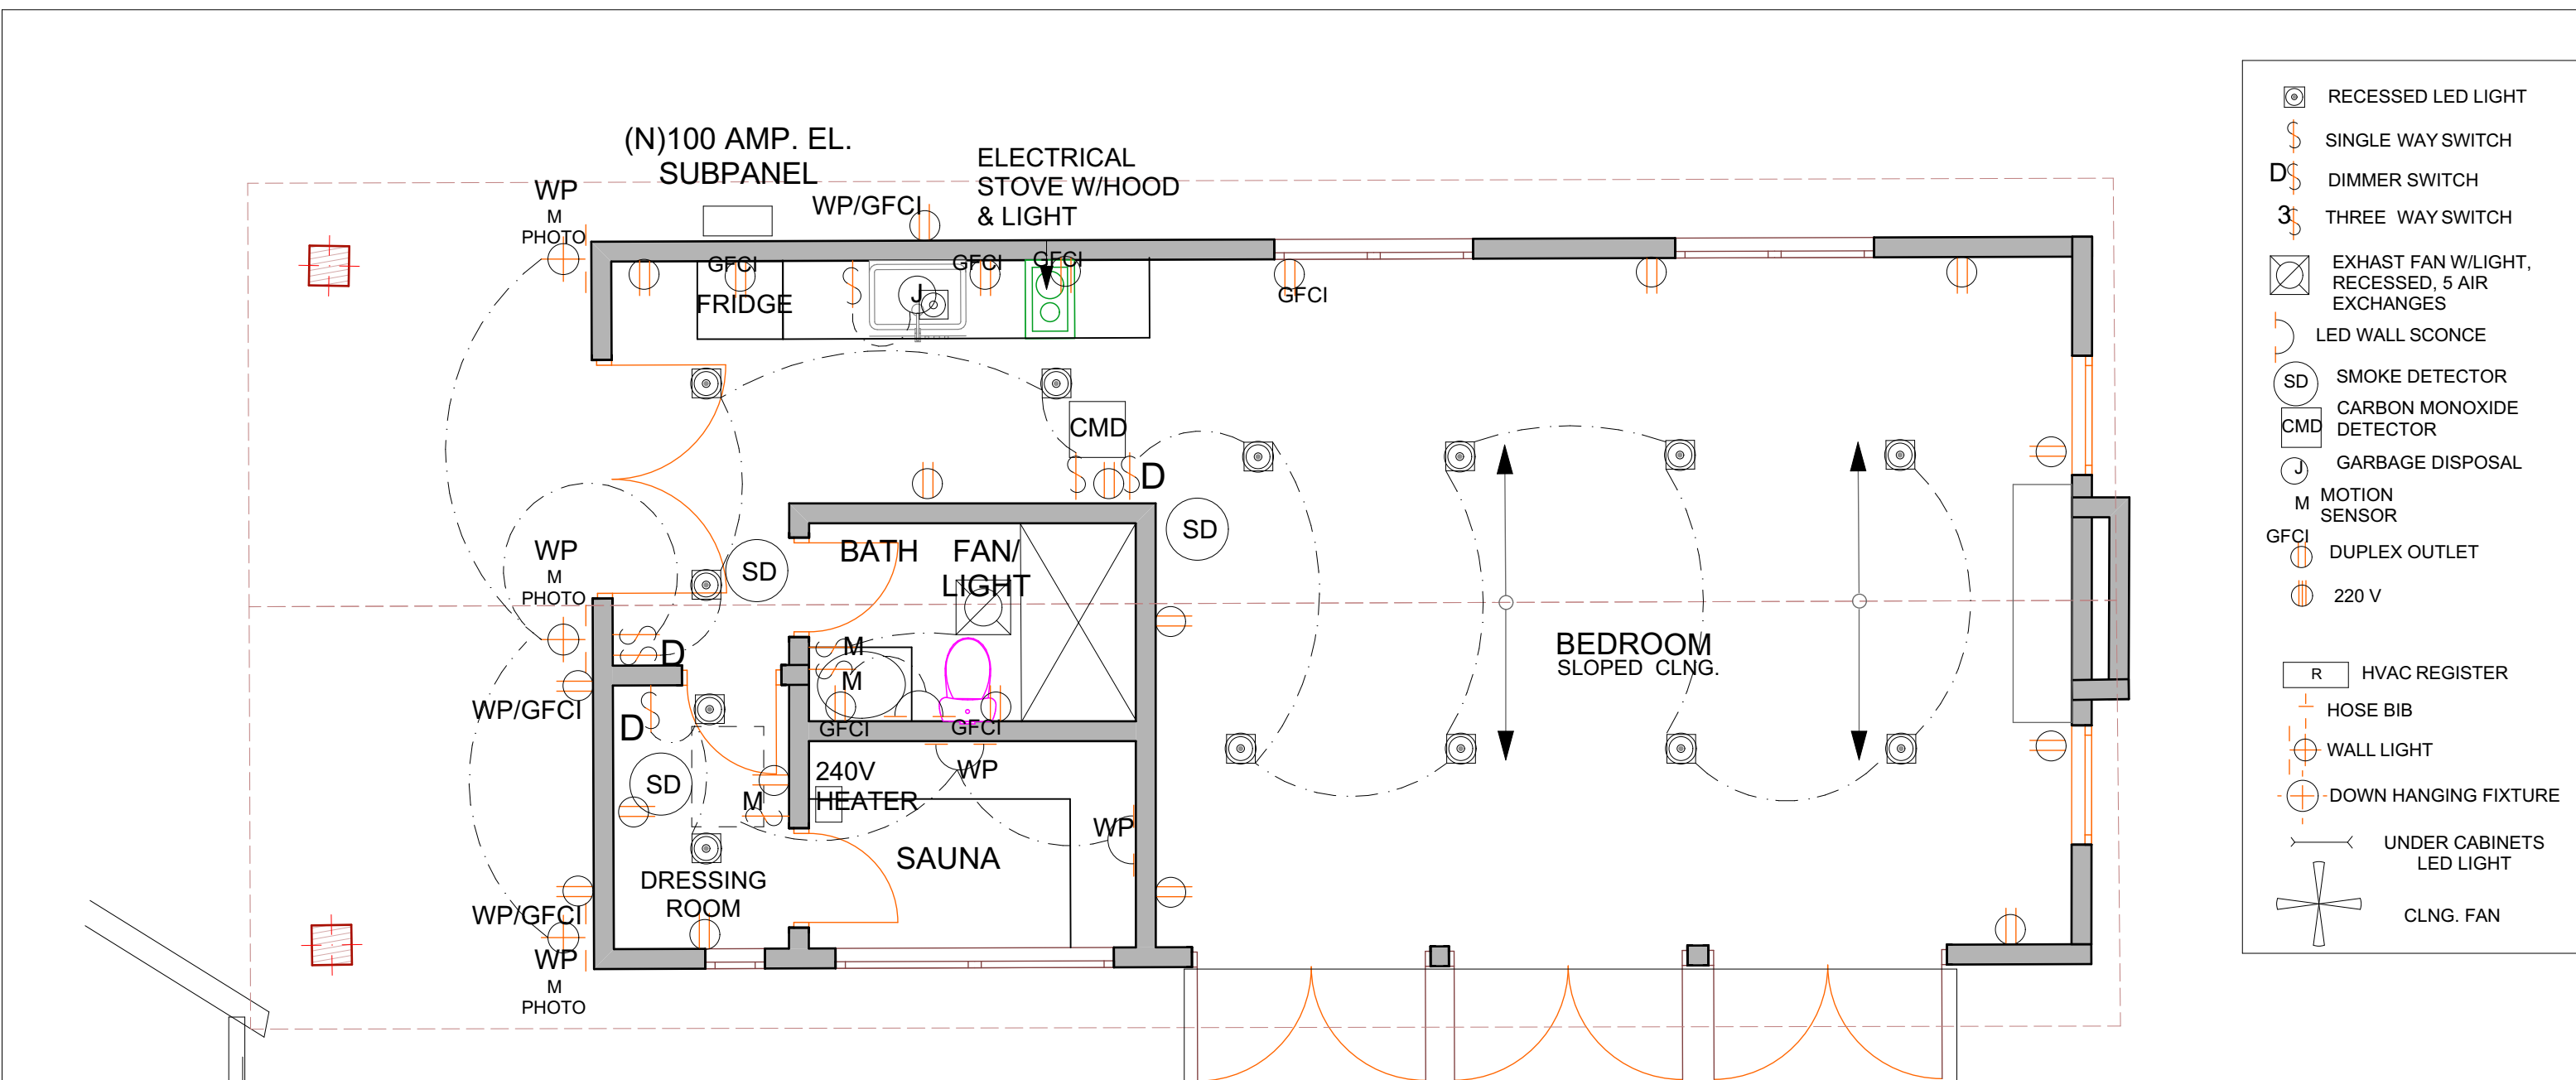 (N)100 AMP. EL.
SUBPANEL
ELECTRICAL
STOVE W/HOOD
& LIGHT
WP
M
PHOTO
WP/GFCI
GFCI
GFCI
GFCI
FRIDGE
J
GFCI
CMD
D
SD
WP
M
PHOTO
SD
BATH
FAN/
LIGHT
D
M
M
BEDROOM
SLOPED CLNG.
WP/GFCI
D
GFCI
GFCI
SD
240V
HEATER
WP
M
WP
SAUNA
DRESSING
ROOM
WP/GFCI
WP
M
PHOTO
RECESSED LED LIGHT
SINGLE WAY SWITCH
D
DIMMER SWITCH
3
THREE WAY SWITCH
EXHAST FAN W/LIGHT,
RECESSED, 5 AIR
EXCHANGES
LED WALL SCONCE
SD
SMOKE DETECTOR
CMD
CARBON MONOXIDE
DETECTOR
J
GARBAGE DISPOSAL
M
MOTION
SENSOR
GFCI
DUPLEX OUTLET
220 V
R
HVAC REGISTER
HOSE BIB
WALL LIGHT
DOWN HANGING FIXTURE
UNDER CABINETS
LED LIGHT
CLNG. FAN